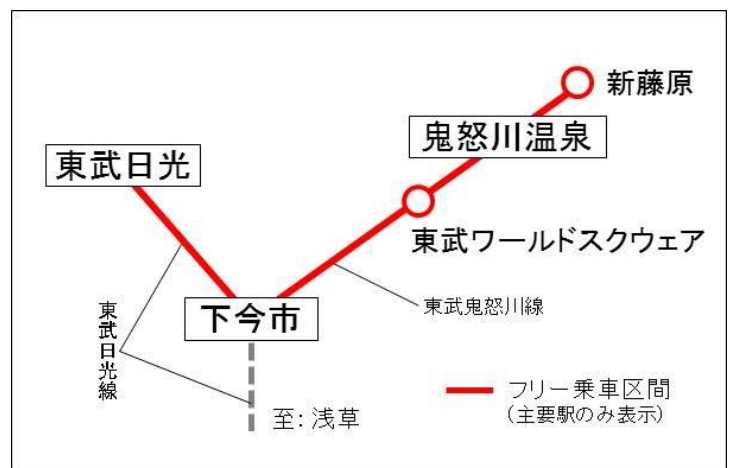 新藤原
鬼怒川温泉
東武日光
東武ワールドスクウェア
東武鬼怒川線
下今市
東武日光線
フリー乗車区間
(主要駅のみ表示)
至:浅草